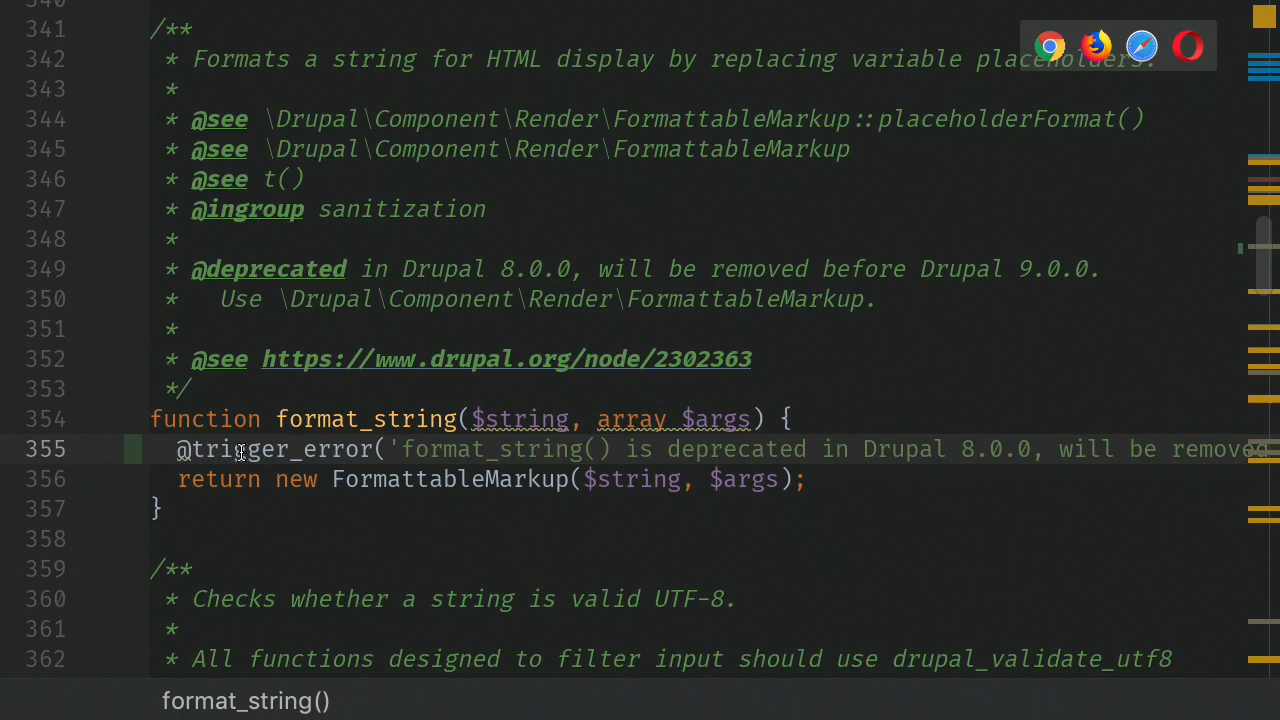 341 /**
342 * Formats a string for HTML display by replacing variable placeholders.
343 *
344 * @see \Drupal\Component\Render\FormattableMarkup::placeholderFormat()
345 * @see \Drupal\Component\Render\FormattableMarkup
346 * @see t()
347 * @ingroup sanitization
348 *
349 * @deprecated in Drupal 8.0.0, will be removed before Drupal 9.0.0.
350 *   Use \Drupal\Component\Render\FormattableMarkup.
351 *
352 * @see https://www.drupal.org/node/2302363
353 */
354 function format_string($string, array $args) {
355   @trigger_error('format_string() is deprecated in Drupal 8.0.0, will be removed
356   return new FormattableMarkup($string, $args);
357 }
358
359 /**
360 * Checks whether a string is valid UTF-8.
361 *
362 * All functions designed to filter input should use drupal_validate_utf8
format_string()